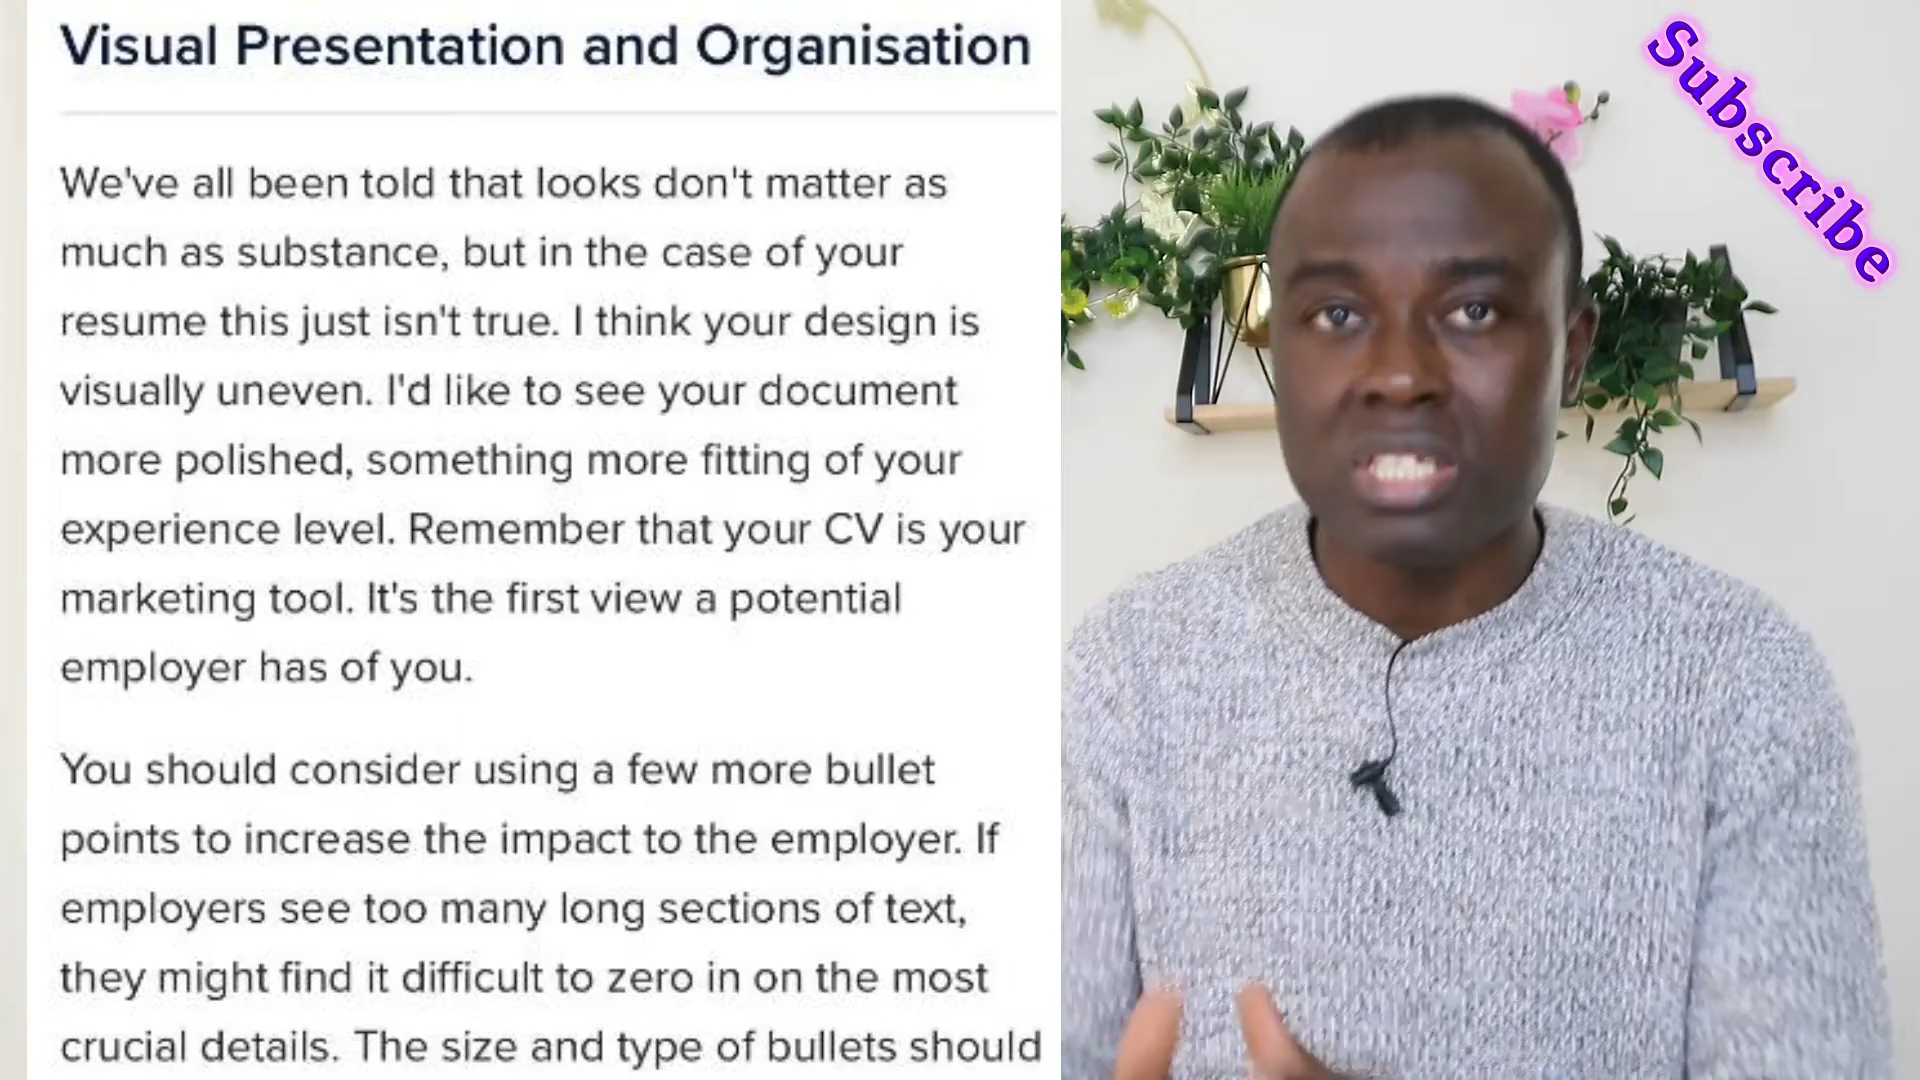 Visual Presentation and Organisation
We've all been told that looks don't matter as
much as substance, but in the case of your
resume this just isn't true. I think your design is
visually uneven. I'd like to see your document
more polished, something more fitting of your
experience level. Remember that your CV is your
marketing tool. It's the first view a potential
employer has of you.
You should consider using a few more bullet
points to increase the impact to the employer. If
employers see too many long sections of text,
they might find it difficult to zero in on the most
crucial details. The size and type of bullets should
Subscribe